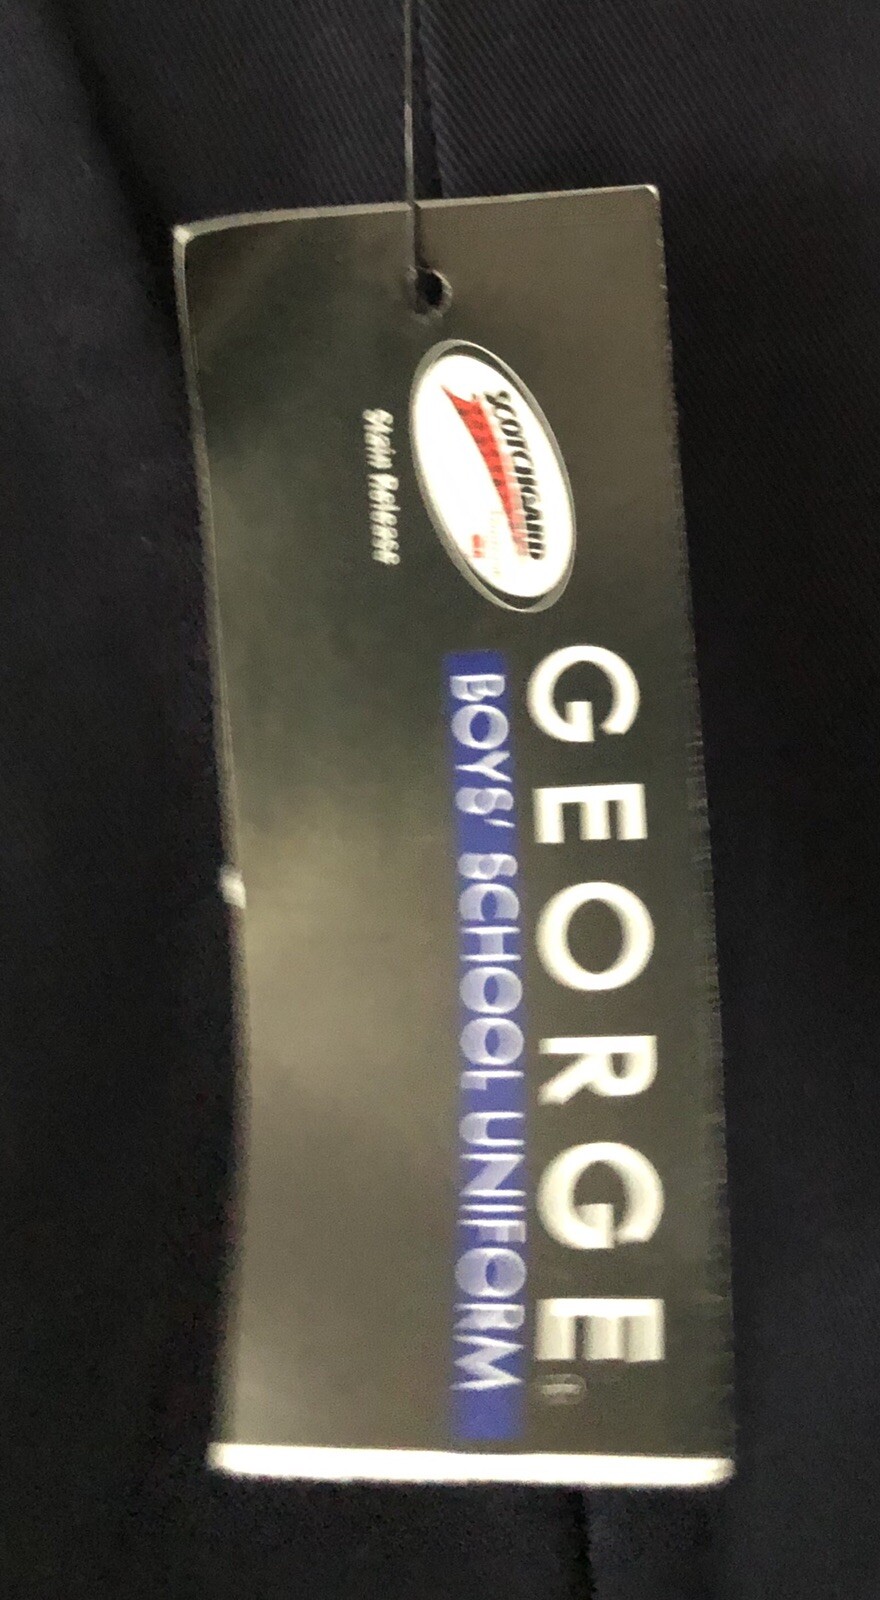 SCOTCHGARD
Stain Release
GEORGE
BOYS' SCHOOL UNIFORM